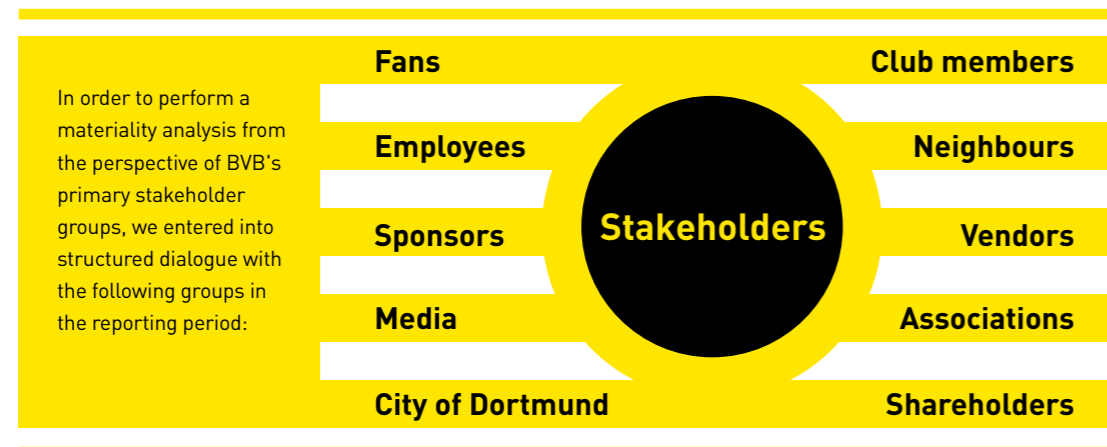 In order to perform a
materiality analysis from
the perspective of BVB's
primary stakeholder
groups, we entered into
structured dialogue with
the following groups in
the reporting period:
Fans
Employees
Sponsors
Media
City of Dortmund
Stakeholders
Club members
Neighbours
Vendors
Associations
Shareholders